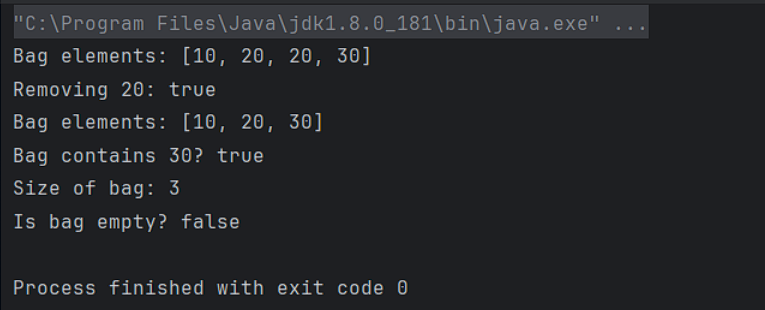 "C:\Program Files\Java\jdk1.8.0_181\bin\java.exe" ...
Bag elements: [10, 20, 20, 30]
Removing 20: true
Bag elements: [10, 20, 30]
Bag contains 30? true
Size of bag: 3
Is bag empty? false
Process finished with exit code 0